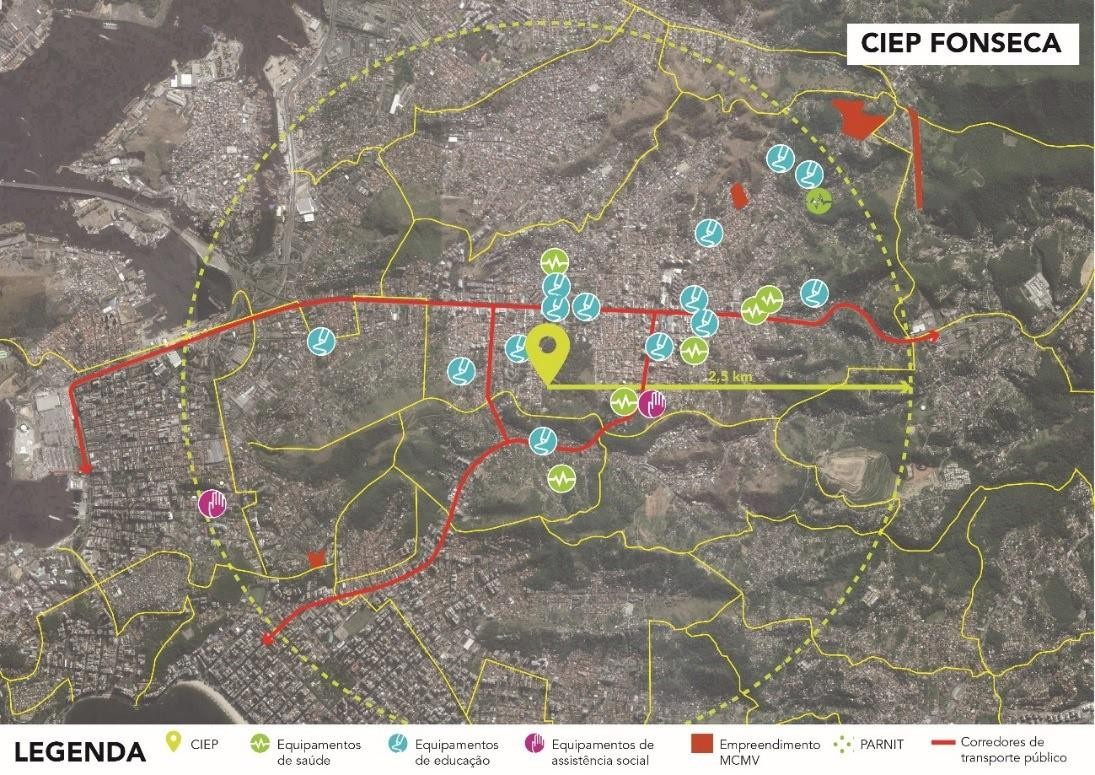 CIEP FONSECA
2,5 km
LEGENDA
CIEP
Equipamentos
de saúde
Equipamentos
de educação
Equipamentos de
assistência social
Empreendimento
MCMV
PARNIT
Corredores de
transporte público